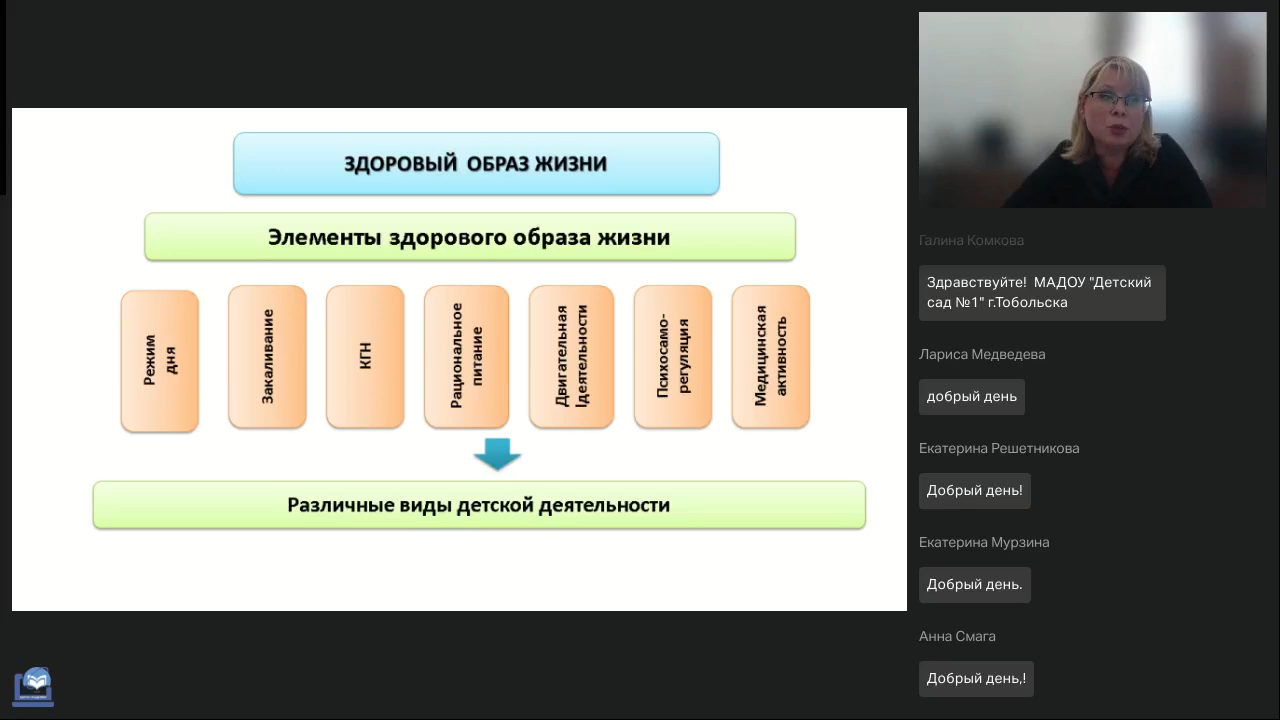 ЗДОРОВЫЙ ОБРАЗ ЖИЗНИ
Элементы здорового образа жизни
Режим
дня
Закаливание
КГН
Рациональное
питание
Двигательная
lдеятельности
Психосамо-
регуляция
Медицинская
активность
Различные виды детской деятельности
Галина Комкова
Здравствуйте! МАДОУ "Детский
сад №1" г.Тобольска
Лариса Медведева
добрый день
Екатерина Решетникова
Добрый день!
Екатерина Мурзина
Добрый день.
Анна Смага
Добрый день,!